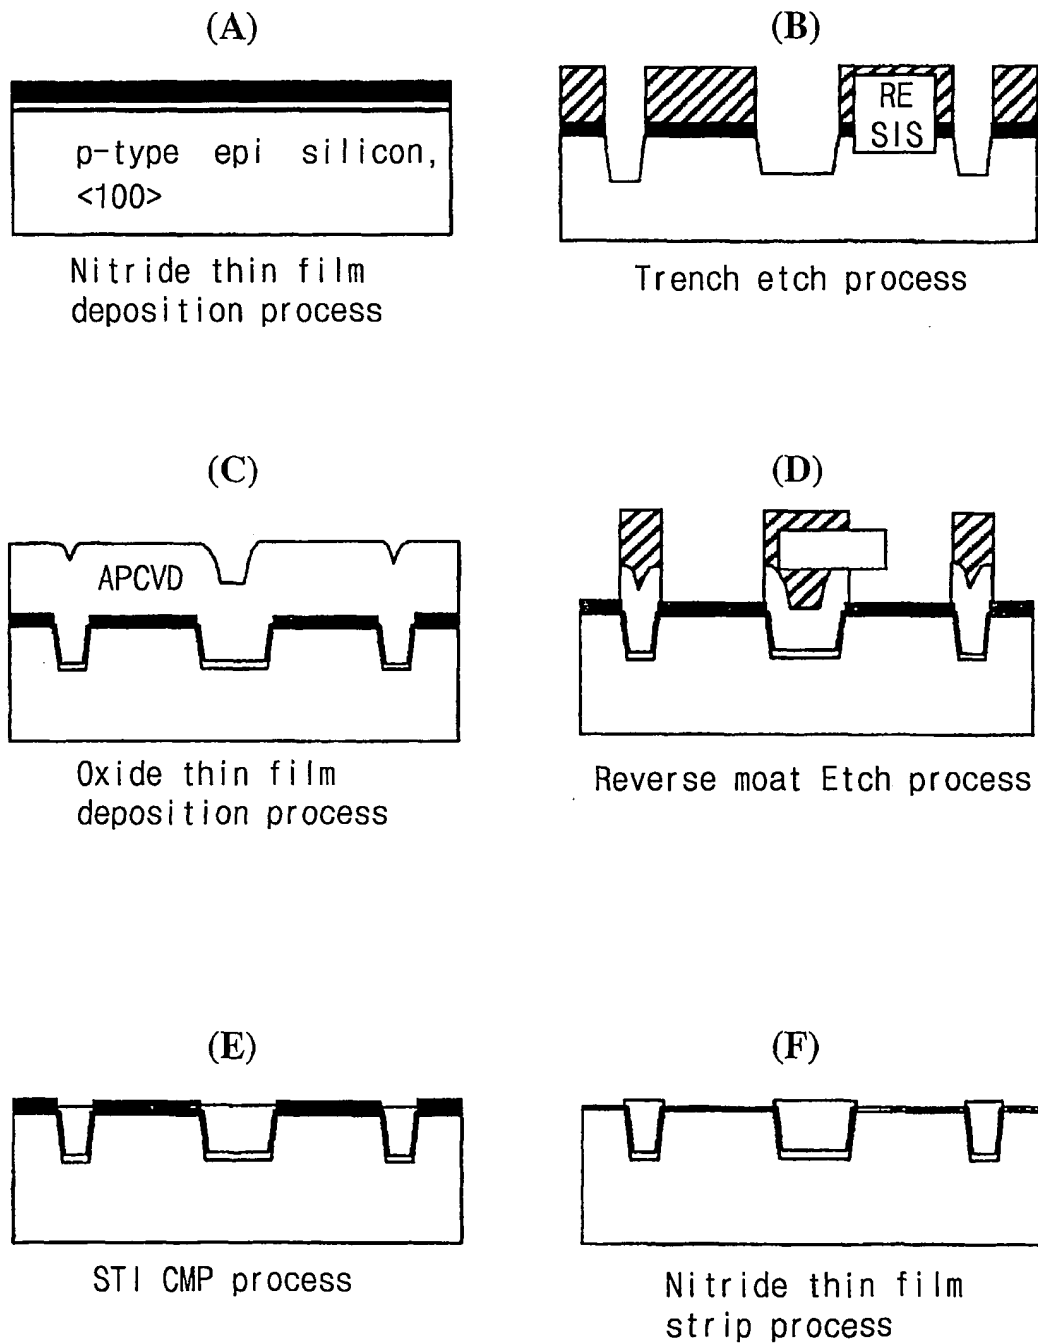 (A)
p-type epi silicon,
<100>
Nitride thin film
deposition process
(B)
RE
SIS
Trench etch process
(C)
APCVD
Oxide thin film
deposition process
(D)
Reverse moat Etch process
(E)
STI CMP process
(F)
Nitride thin film
strip process